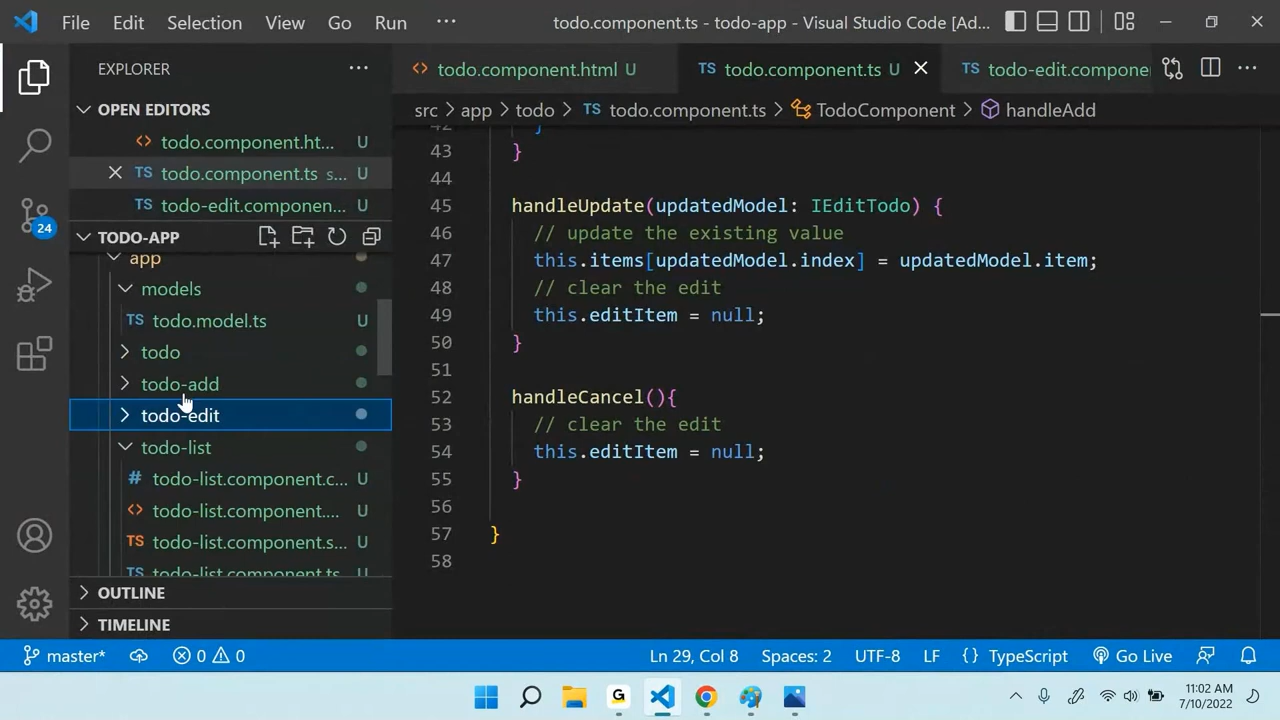 File Edit Selection View Go Run ··· todo.component.ts - todo-app - Visual Studio Code [Ad...
EXPLORER ···
OPEN EDITORS
todo.component.ht... U
TS todo.component.ts s... U
TS todo-edit.componen... U
TODO-APP
app
models
TS todo.model.ts U
todo
todo-add
todo-edit
todo-list
# todo-list.component.c... U
<> todo-list.component.... U
TS todo-list.component.s... U
TS todo-list.component.ts U
OUTLINE
TIMELINE
24
<> todo.component.html U TS todo.component.ts U TS todo-edit.compone
src > app > todo > TS todo.component.ts > TodoComponent > handleAdd
42 }
43 }
44
45 handleUpdate(updatedModel: IEditTodo) {
46 // update the existing value
47 this.items[updatedModel.index] = updatedModel.item;
48 // clear the edit
49 this.editItem = null;
50 }
51
52 handleCancel(){
53 // clear the edit
54 this.editItem = null;
55 }
56
57 }
58
master* 0 0 Ln 29, Col 8 Spaces: 2 UTF-8 LF {} TypeScript Go Live
G
11:02 AM
7/10/2022